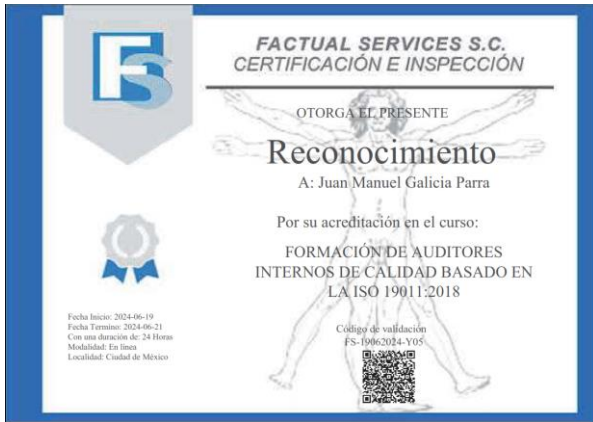 FS
FACTUAL SERVICES S.C.
CERTIFICACIÓN E INSPECCIÓN
OTORGA EL PRESENTE
Reconocimiento
A: Juan Manuel Galicia Parra
Por su acreditación en el curso:
FORMACIÓN DE AUDITORES
INTERNOS DE CALIDAD BASADO EN
LA ISO 19011:2018
Fecha Inicio: 2024-06-19
Fecha Termino: 2024-06-21
Con una duración de: 24 Horas
Modalidad: En línea
Localidad: Ciudad de México
Código de validación
FS-19062024-Y05